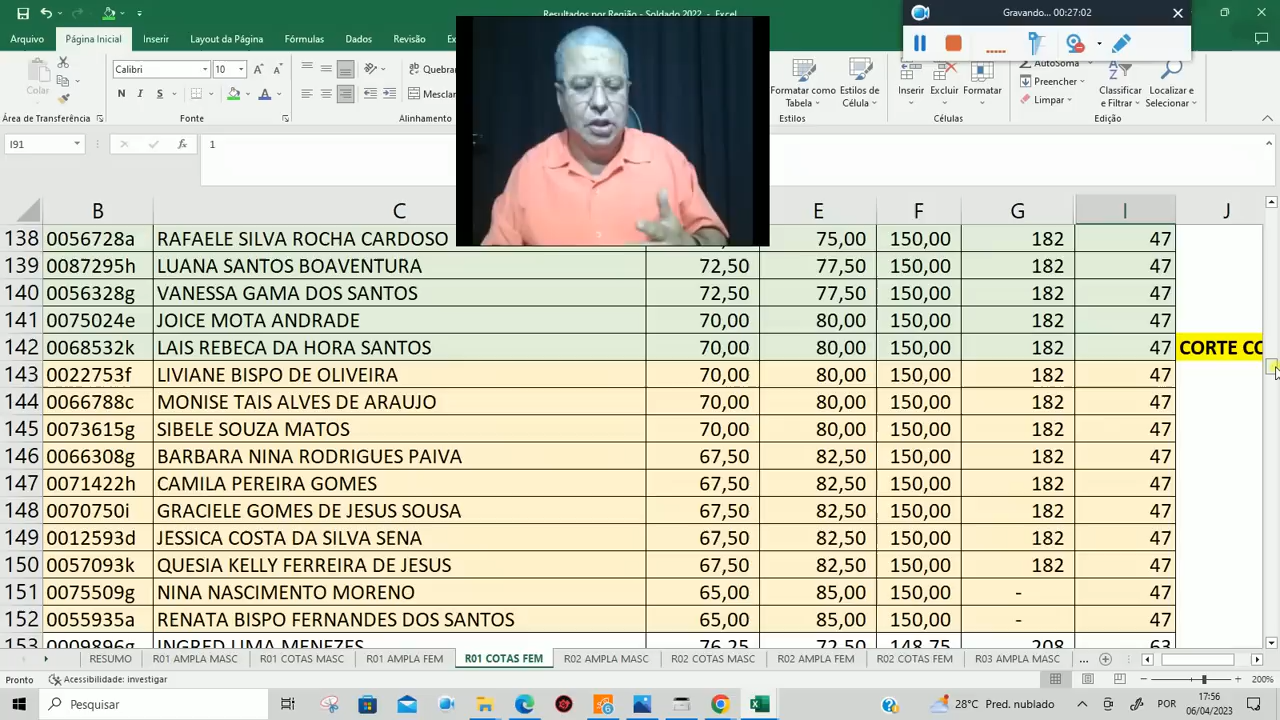 Resultados por Região - Soldado 2022 - Excel
Gravando... 00:27:02
Arquivo Página Inicial Inserir Layout da Página Fórmulas Dados Revisão
Colar Calibri 10 Quebrar AutoSoma
Preencher
N I S Mesclar Limpar
Formatar como Tabela Estilos de Célula Inserir Excluir Formatar Classificar e Filtrar Localizar e Selecionar
Área de Transferência Fonte Alinhamento Estilos Células Edição
I91 fx 1
B C E F G I J
138 0056728a RAFAELE SILVA ROCHA CARDOSO 75,00 150,00 182 47
139 0087295h LUANA SANTOS BOAVENTURA 72,50 77,50 150,00 182 47
140 0056328g VANESSA GAMA DOS SANTOS 72,50 77,50 150,00 182 47
141 0075024e JOICE MOTA ANDRADE 70,00 80,00 150,00 182 47
142 0068532k LAIS REBECA DA HORA SANTOS 70,00 80,00 150,00 182 47 CORTE CO
143 0022753f LIVIANE BISPO DE OLIVEIRA 70,00 80,00 150,00 182 47
144 0066788c MONISE TAIS ALVES DE ARAUJO 70,00 80,00 150,00 182 47
145 0073615g SIBELE SOUZA MATOS 70,00 80,00 150,00 182 47
146 0066308g BARBARA NINA RODRIGUES PAIVA 67,50 82,50 150,00 182 47
147 0071422h CAMILA PEREIRA GOMES 67,50 82,50 150,00 182 47
148 0070750i GRACIELE GOMES DE JESUS SOUSA 67,50 82,50 150,00 182 47
149 0012593d JESSICA COSTA DA SILVA SENA 67,50 82,50 150,00 182 47
150 0057093k QUESIA KELLY FERREIRA DE JESUS 67,50 82,50 150,00 182 47
151 0075509g NINA NASCIMENTO MORENO 65,00 85,00 150,00 - 47
152 0055935a RENATA BISPO FERNANDES DOS SANTOS 65,00 85,00 150,00 - 47
153 0009896g INGRED LIMA MENEZES 76,25 72,50 148,75 208 63
RESUMO R01 AMPLA MASC R01 COTAS MASC R01 AMPLA FEM R01 COTAS FEM R02 AMPLA MASC R02 COTAS MASC R02 AMPLA FEM R02 COTAS FEM R03 AMPLA MASC ...
Pronto Acessibilidade: investigar 200%
Pesquisar 28°C Pred. nublado POR 17:56
06/04/2023